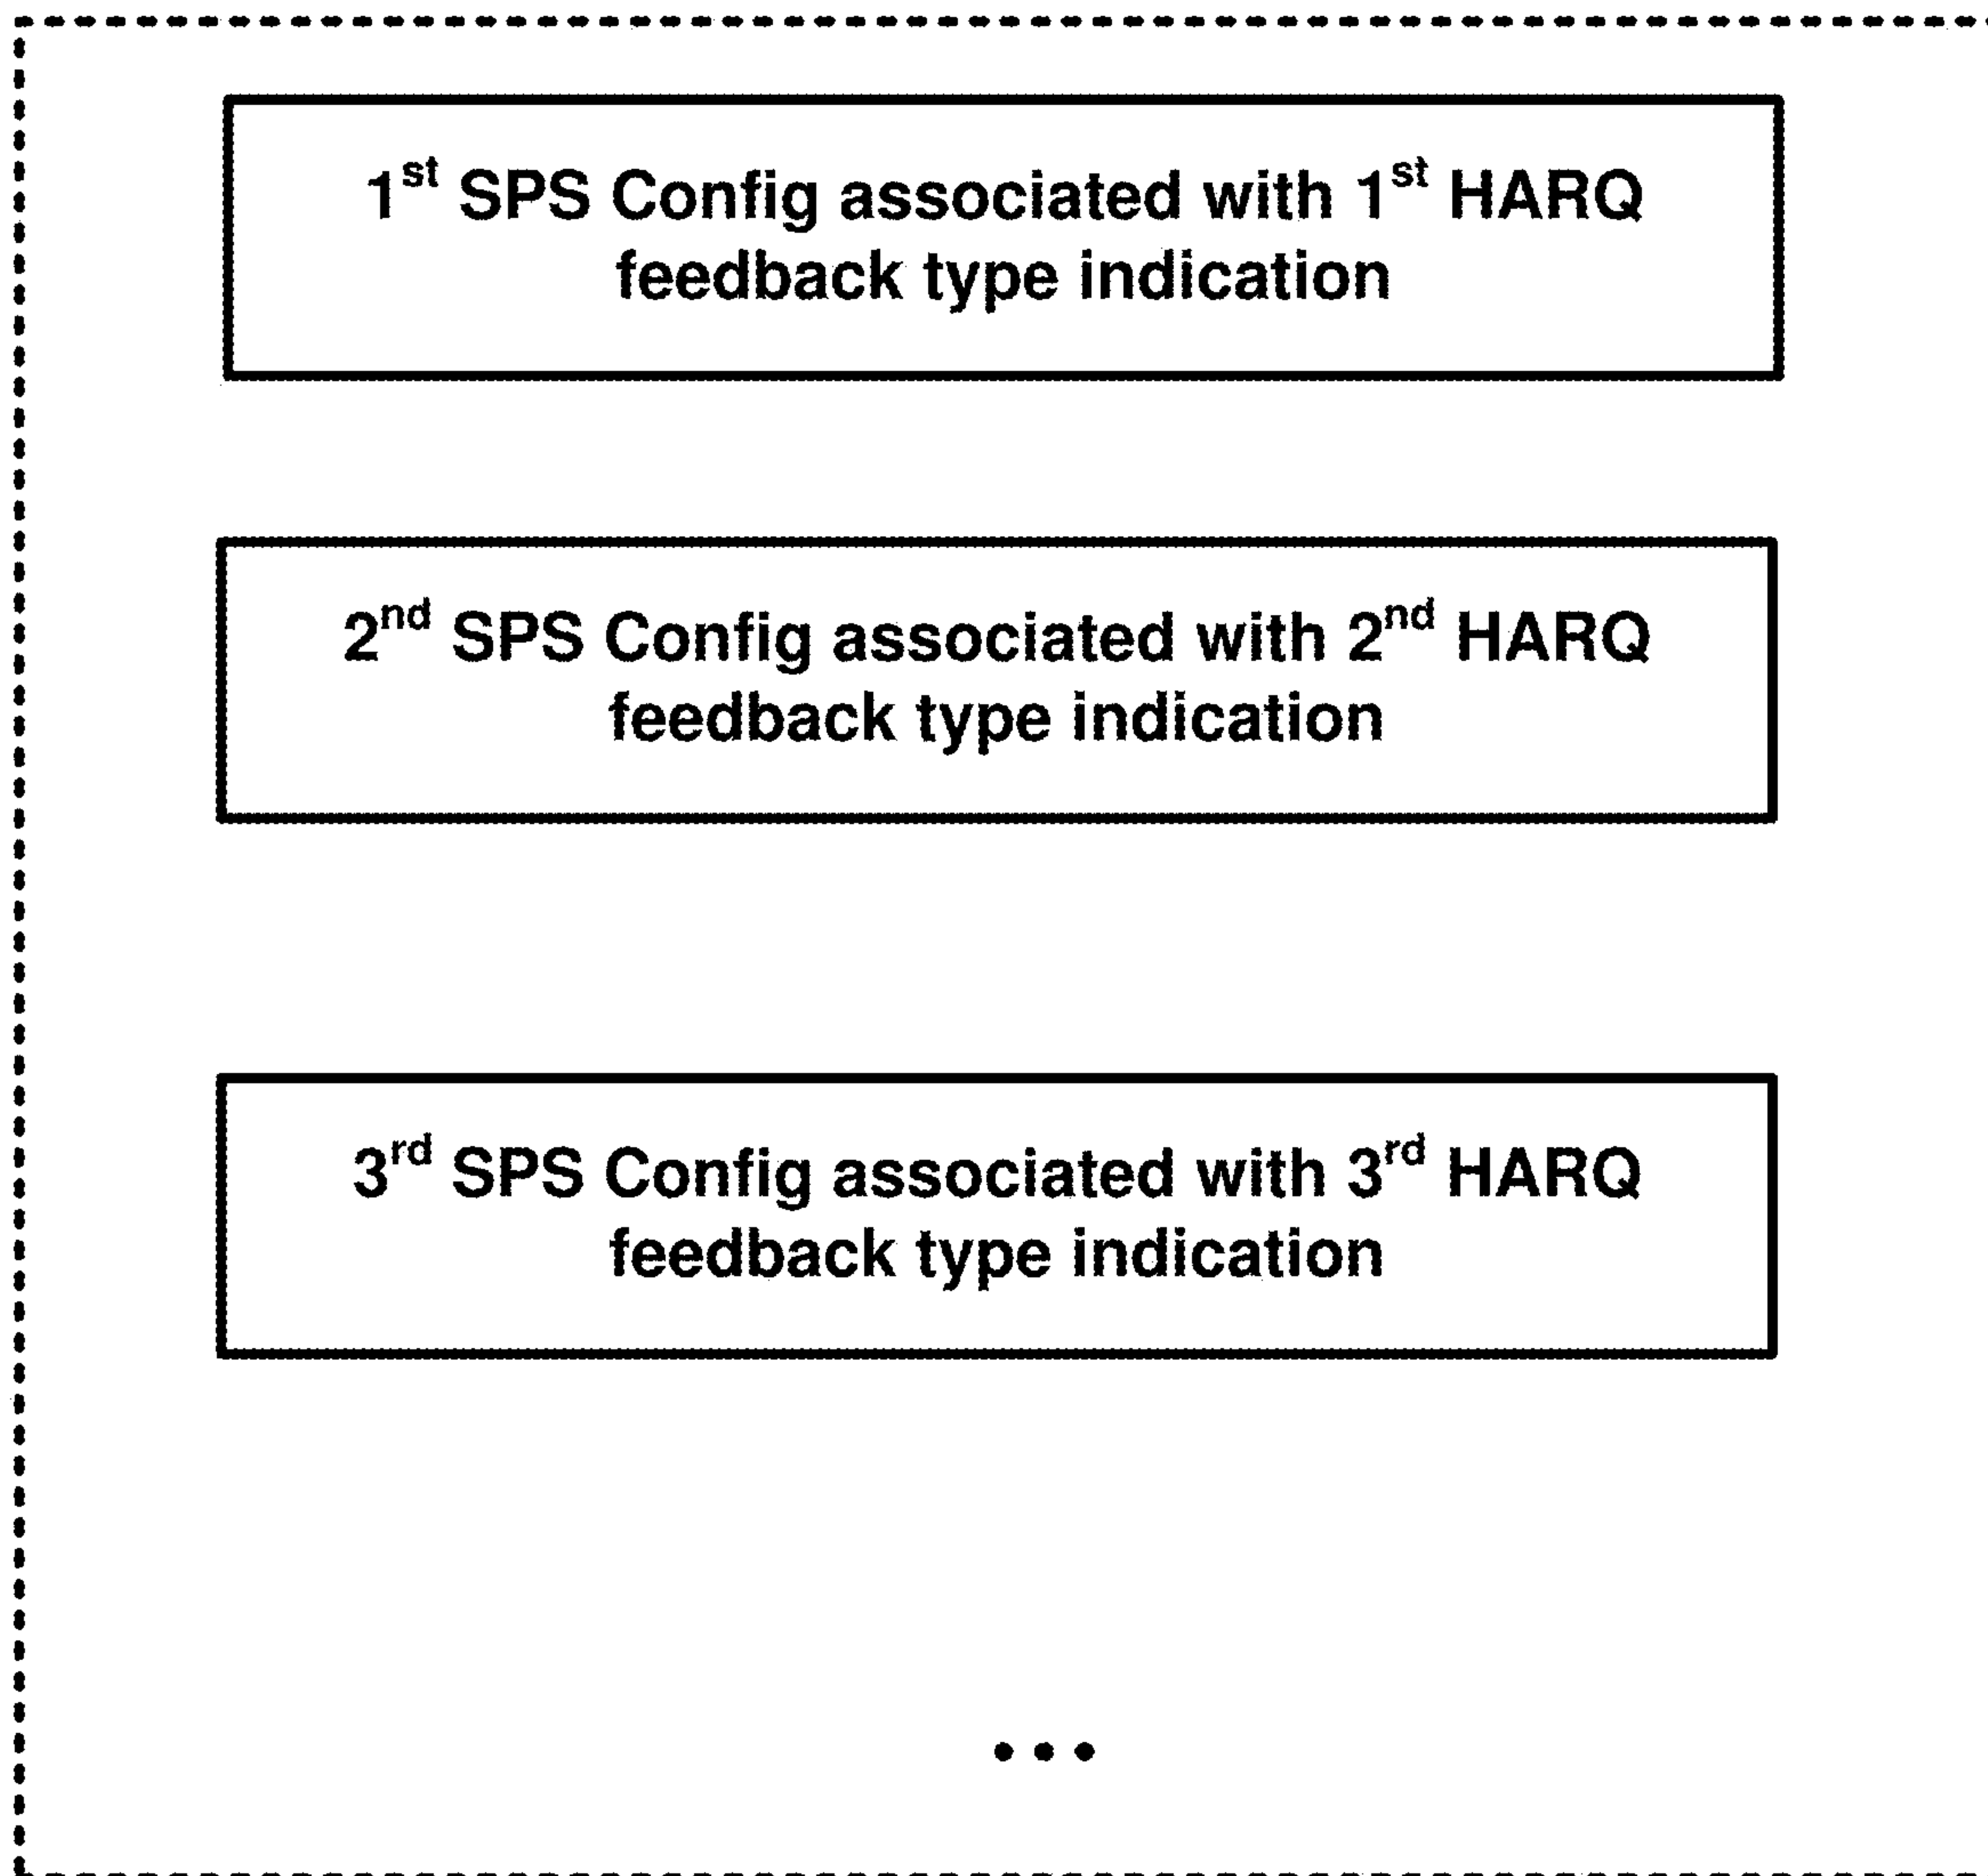 1st SPS Config associated with 1st HARQ
feedback type indication
2nd SPS Config associated with 2nd HARQ
feedback type indication
3rd SPS Config associated with 3rd HARQ
feedback type indication
...